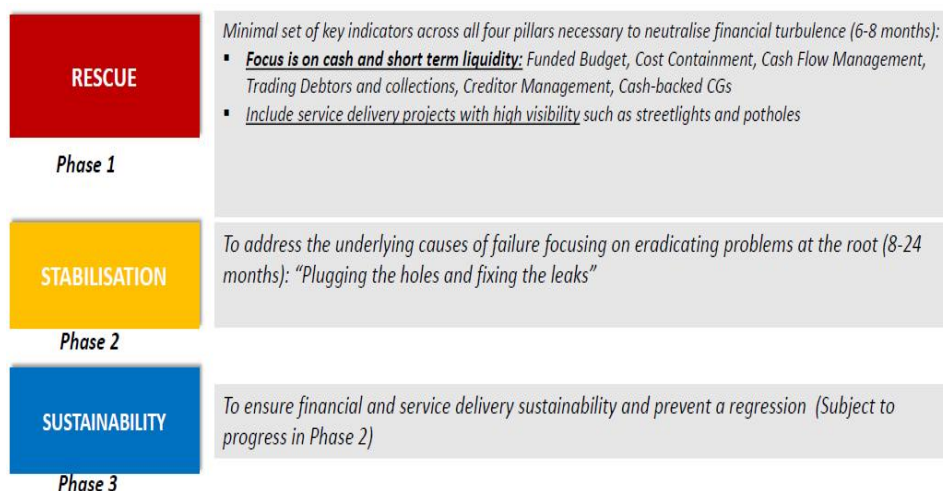 RESCUE
Phase 1
Minimal set of key indicators across all four pillars necessary to neutralise financial turbulence (6-8 months):
▪ Focus is on cash and short term liquidity: Funded Budget, Cost Containment, Cash Flow Management,
Trading Debtors and collections, Creditor Management, Cash-backed CGs
▪ Include service delivery projects with high visibility such as streetlights and potholes
STABILISATION
Phase 2
To address the underlying causes of failure focusing on eradicating problems at the root (8-24
months): “Plugging the holes and fixing the leaks”
SUSTAINABILITY
Phase 3
To ensure financial and service delivery sustainability and prevent a regression (Subject to
progress in Phase 2)